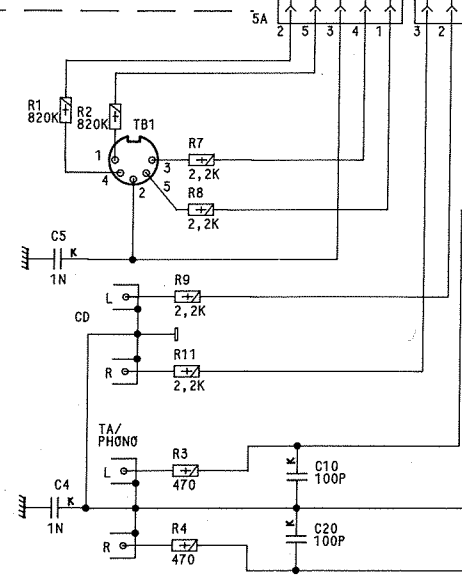 5A
2 5 3 4 1 3 2
R1
820K
R2
820K
TB1
1
3
4
5
2
R7
2,2K
R8
2,2K
C5
K
1N
R9
2,2K
L
CD
R
R11
2,2K
TA/
PHONO
L
R3
470
K
C10
100P
C4
K
1N
K
C20
100P
R
R4
470